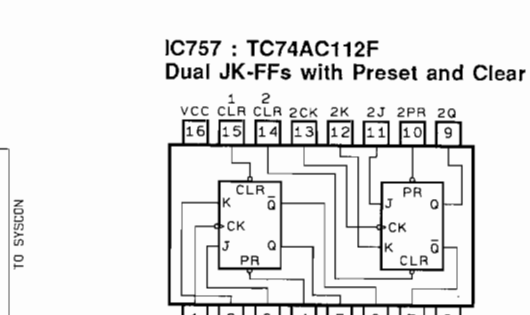 IC757 : TC74AC112F
Dual JK-FFs with Preset and Clear
1 2
VCC CLR CLR 2CK 2K 2J 2PR 2Q
16 15 14 13 12 11 10 9
CLR PR
K Q̅ J Q
CK CK
J Q K Q̅
PR CLR
TO SYSCON